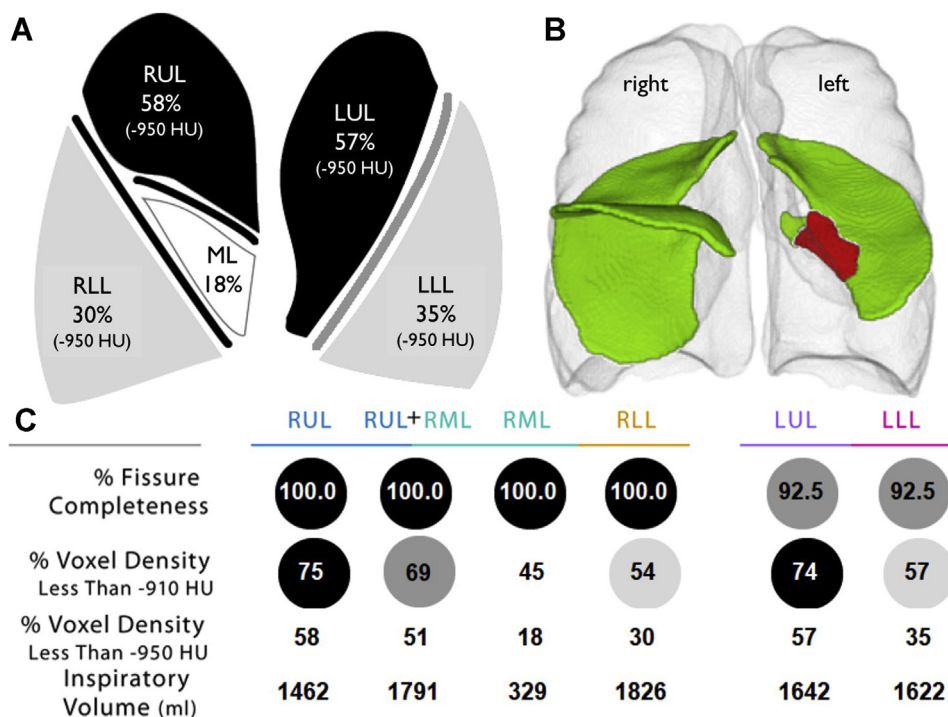 A
RUL
58%
(-950 HU)
LUL
57%
(-950 HU)
ML
18%
RLL
30%
(-950 HU)
LLL
35%
(-950 HU)
B
right
left
C
RUL RUL+RML RML RLL LUL LLL
% Fissure
Completeness
100.0 100.0 100.0 100.0 92.5 92.5
% Voxel Density
Less Than -910 HU
75 69 45 54 74 57
% Voxel Density
Less Than -950 HU
58 51 18 30 57 35
Inspiratory
Volume (ml)
1462 1791 329 1826 1642 1622